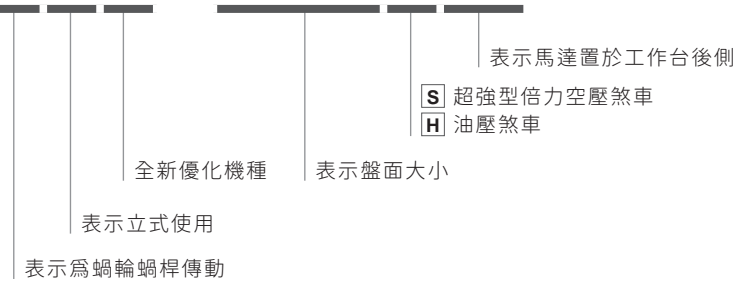 表示馬達置於工作台後側
S 超強型倍力空壓煞車
H 油壓煞車
全新優化機種
表示盤面大小
表示立式使用
表示爲蝸輪蝸桿傳動